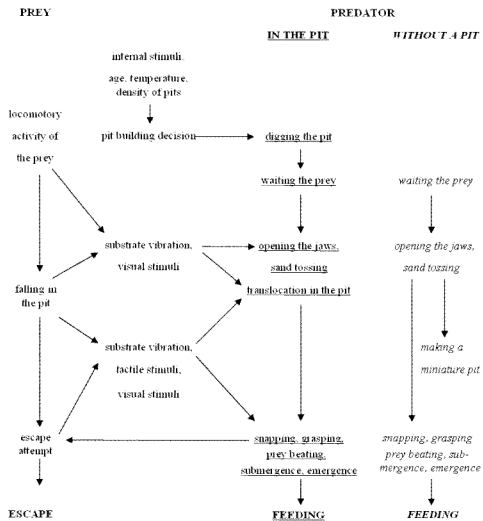 PREY
PREDATOR
IN THE PIT
WITHOUT A PIT
internal stimuli,
age, temperature,
density of pits
locomotory
activity of
the prey
pit building decision
digging the pit
waiting the prey
waiting the prey
substrate vibration,
visual stimuli
opening the jaws,
sand tossing
translocation in the pit
opening the jaws,
sand tossing
falling in
the pit
substrate vibration,
tactile stimuli,
visual stimuli
making a
miniature pit
escape
attempt
snapping, grasping,
prey beating,
submergence, emergence
snapping, grasping
prey beating, sub-
mergence, emergence
ESCAPE
FEEDING
FEEDING